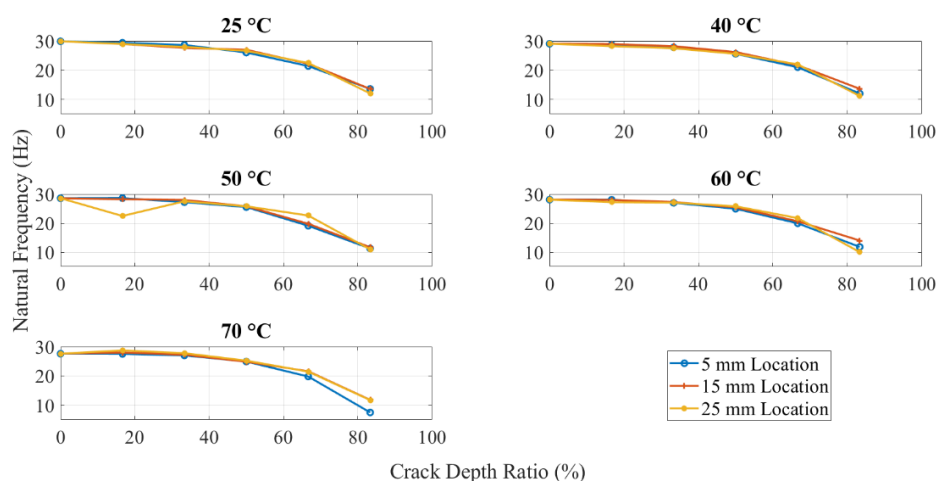 25 °C
30
20
10
0 20 40 60 80 100
40 °C
30
20
10
0 20 40 60 80 100
Natural Frequency (Hz)
50 °C
30
20
10
0 20 40 60 80 100
60 °C
30
20
10
0 20 40 60 80 100
70 °C
30
20
10
0 20 40 60 80 100
5 mm Location
15 mm Location
25 mm Location
Crack Depth Ratio (%)